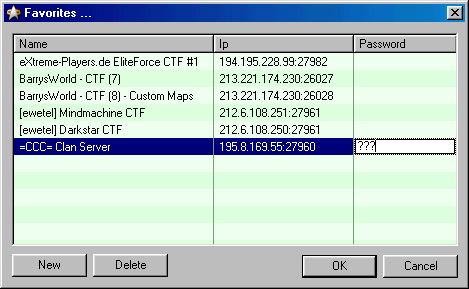 Favorites ...
Name Ip Password
eXtreme-Players.de EliteForce CTF #1 194.195.228.99:27982
BarrysWorld - CTF (7) 213.221.174.230:26027
BarrysWorld - CTF (8) - Custom Maps 213.221.174.230:26028
[ewetel] Mindmachine CTF 212.6.108.251:27961
[ewetel] Darkstar CTF 212.6.108.250:27961
=CCC= Clan Server 195.8.169.55:27960 ???
New Delete OK Cancel